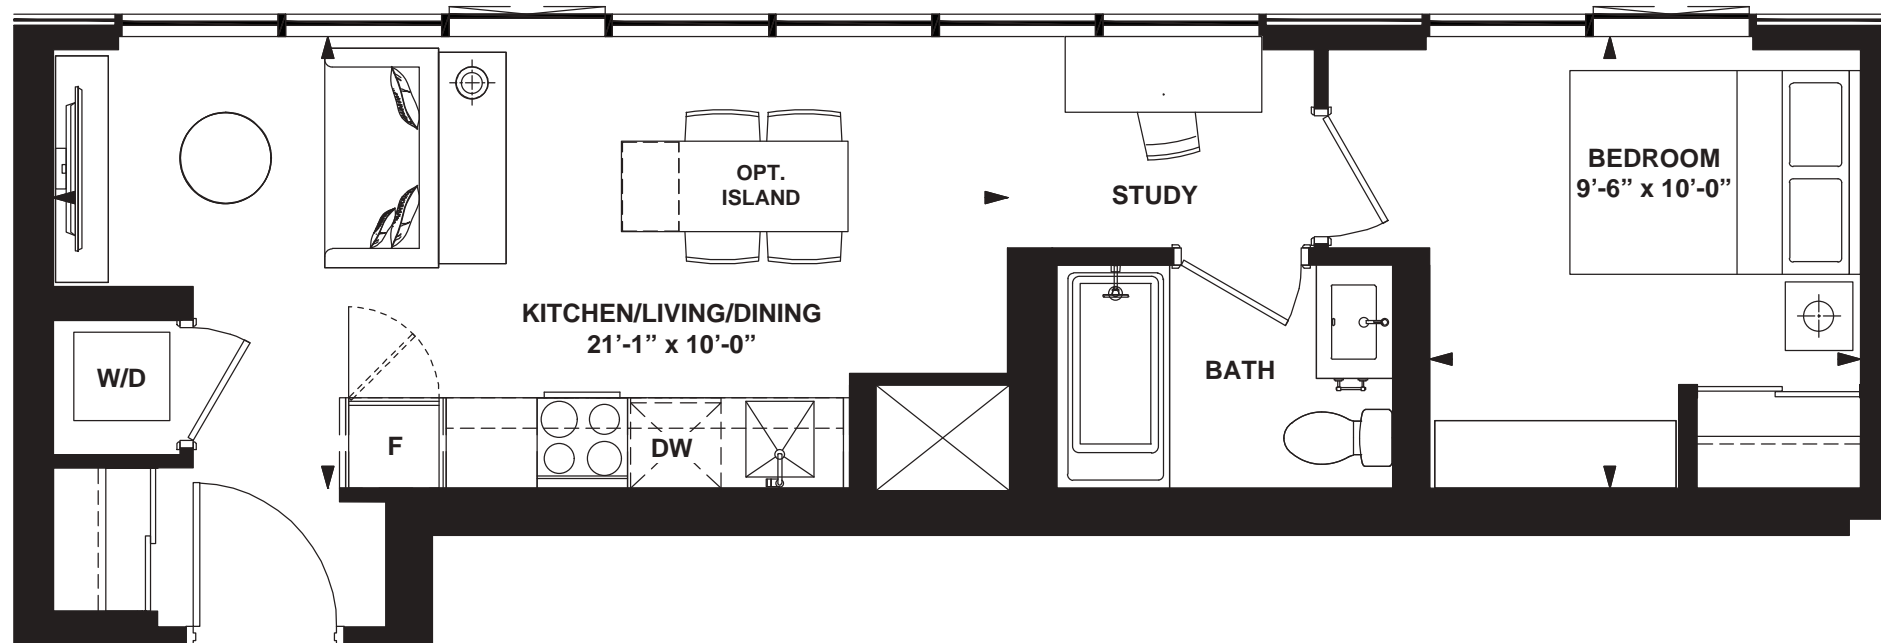 OPT.
ISLAND
STUDY
BEDROOM
9’-6” x 10’-0”
KITCHEN/LIVING/DINING
21’-1” x 10’-0”
W/D
BATH
F
DW